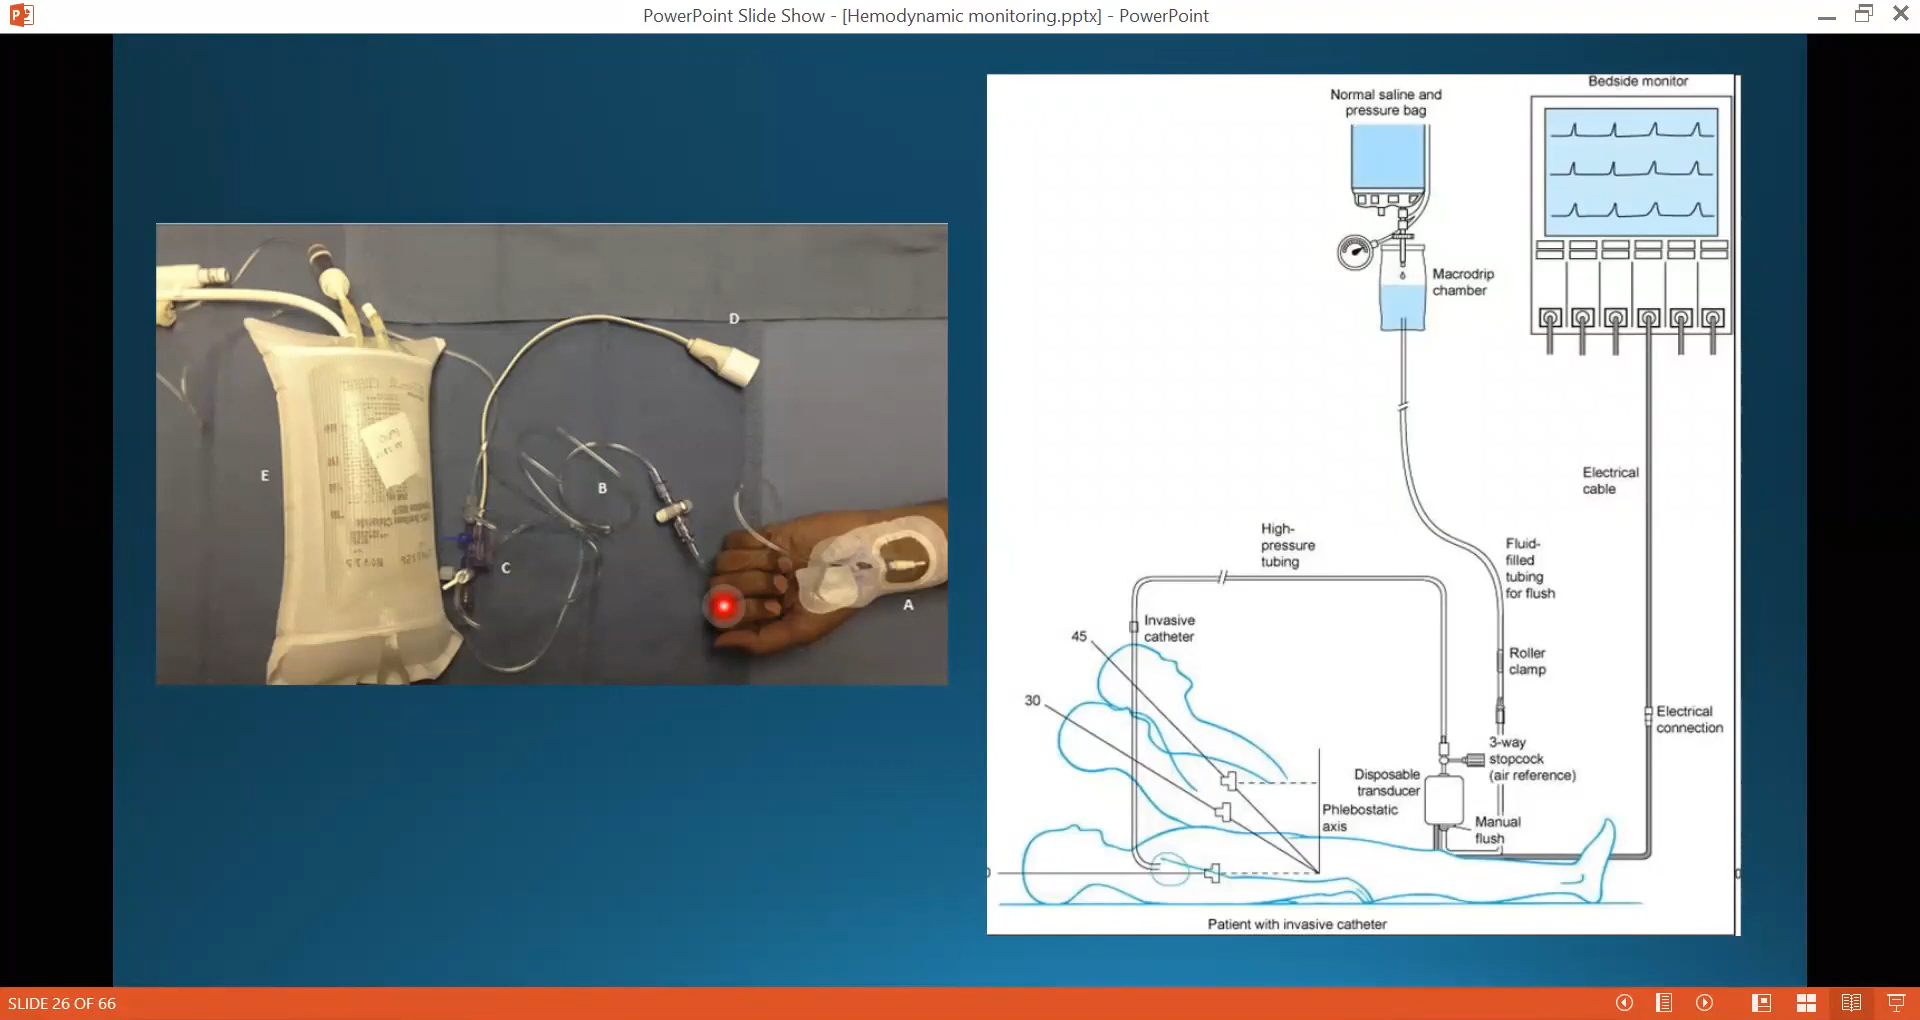 PowerPoint Slide Show - [Hemodynamic monitoring.pptx] - PowerPoint
Bedside monitor
Normal saline and
pressure bag
Macrodrip
chamber
D
E
B
C
A
Electrical
cable
High-
pressure
tubing
Fluid-
filled
tubing
for flush
Invasive
catheter
45
Roller
clamp
30
Electrical
connection
3-way
stopcock
(air reference)
Disposable
transducer
Phlebostatic
axis
Manual
flush
Patient with invasive catheter
SLIDE 26 OF 66